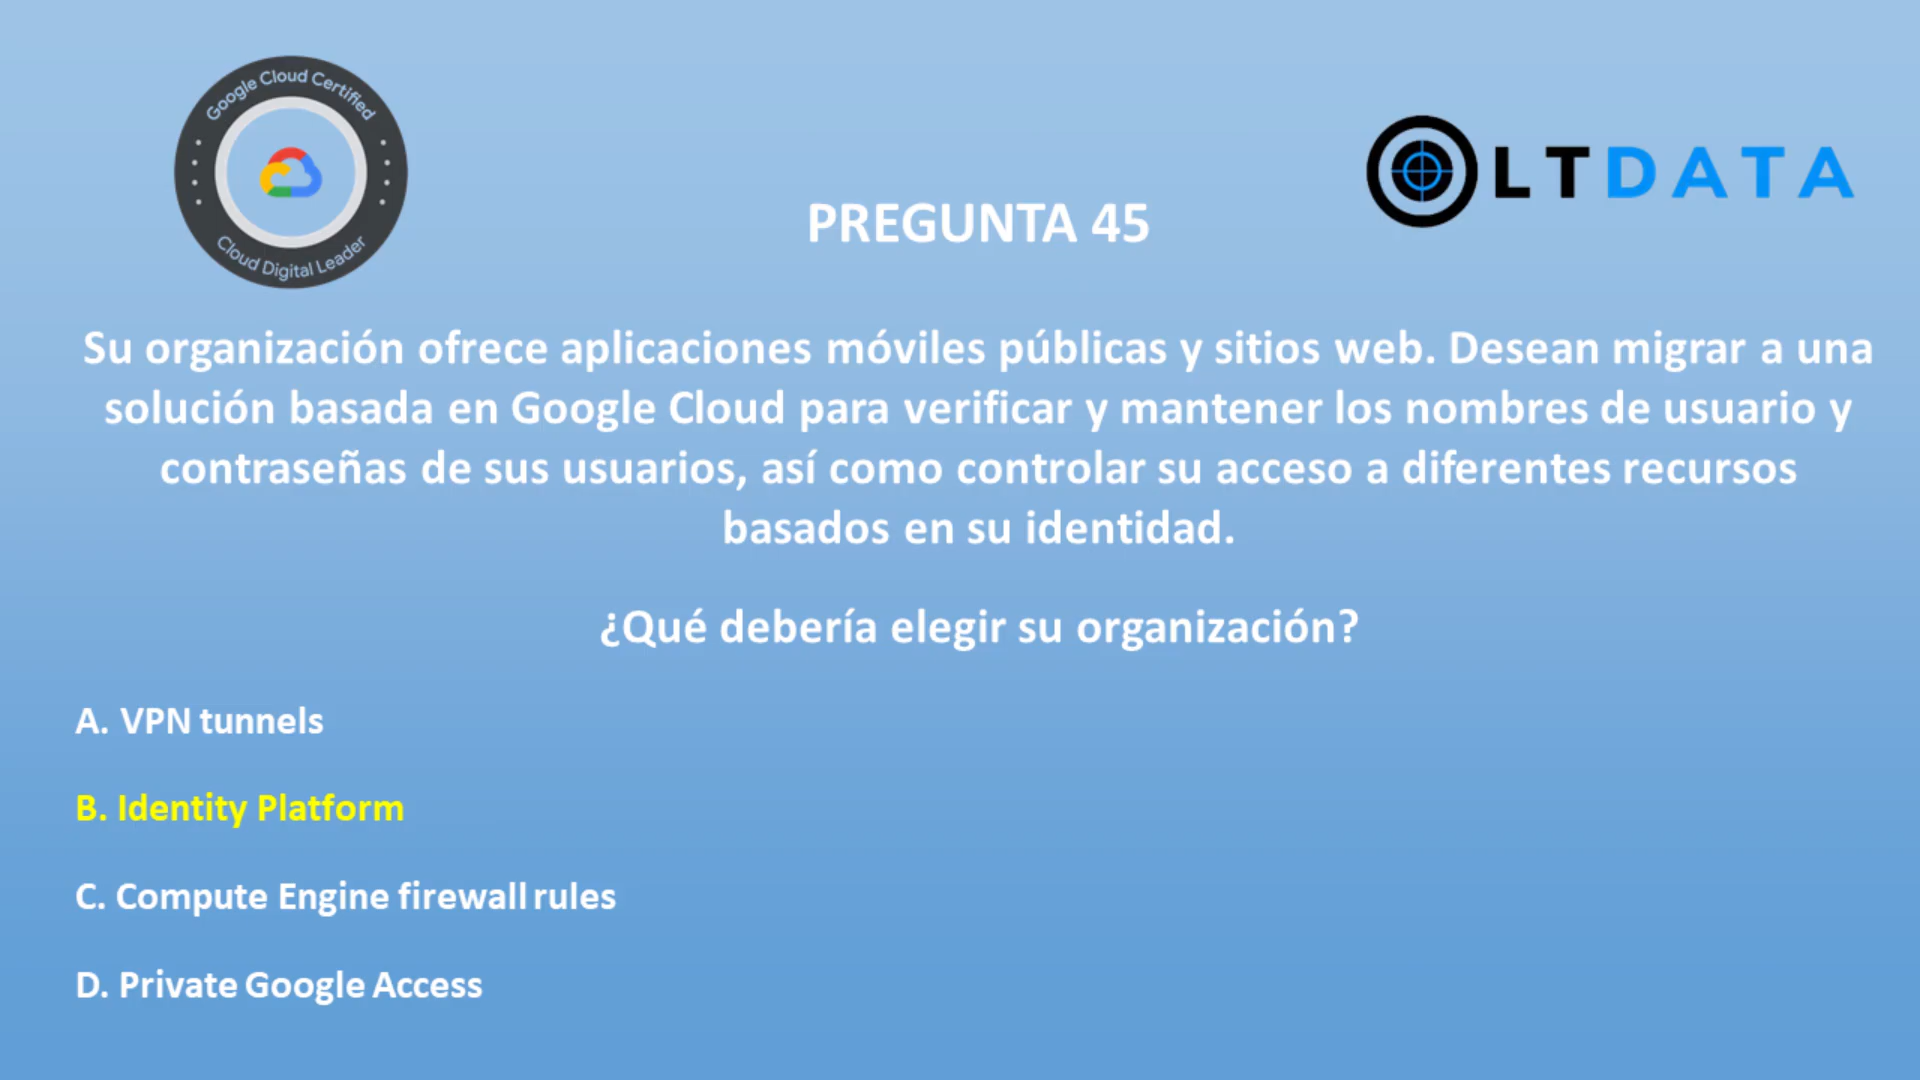 Google Cloud Certified
Cloud Digital Leader
LTDATA
PREGUNTA 45
Su organización ofrece aplicaciones móviles públicas y sitios web. Desean migrar a una
solución basada en Google Cloud para verificar y mantener los nombres de usuario y
contraseñas de sus usuarios, así como controlar su acceso a diferentes recursos
basados en su identidad.
¿Qué debería elegir su organización?
A. VPN tunnels
B. Identity Platform
C. Compute Engine firewall rules
D. Private Google Access